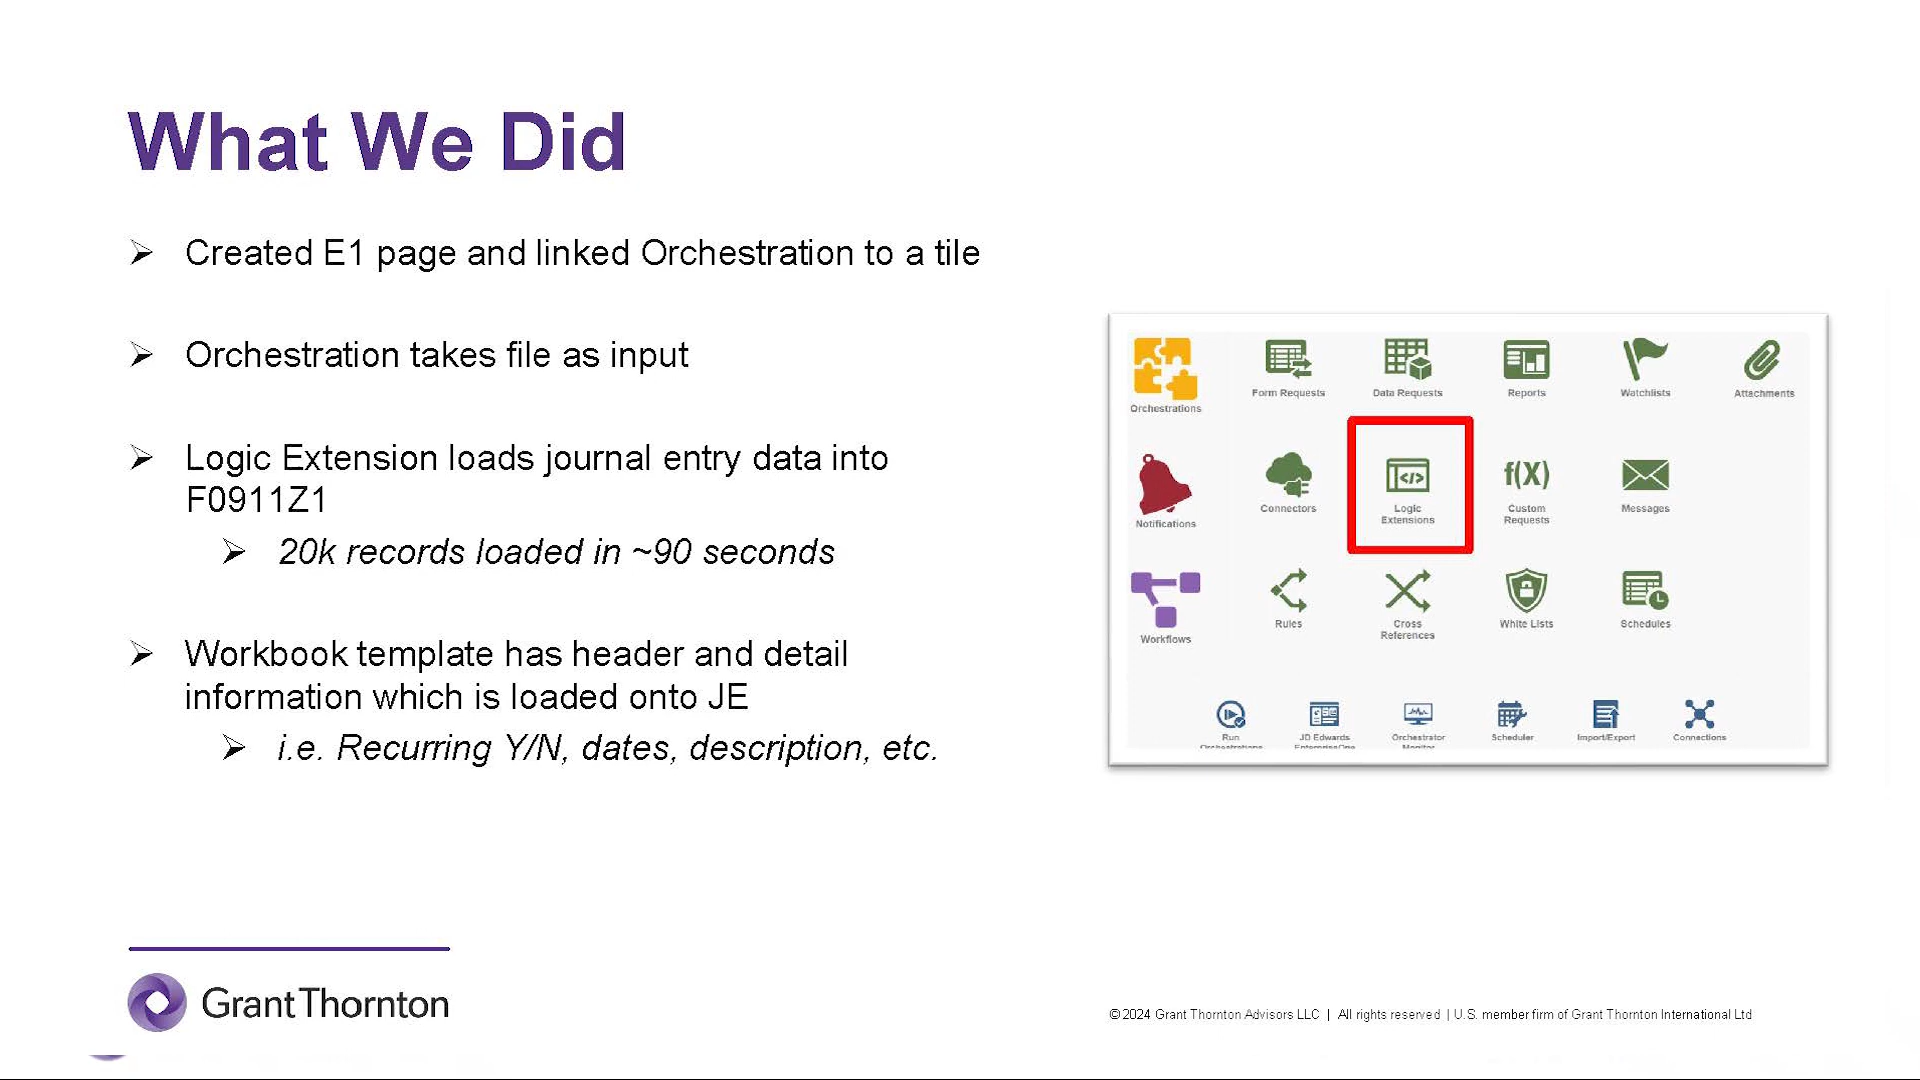 What We Did
Created E1 page and linked Orchestration to a tile
Orchestration takes file as input
Logic Extension loads journal entry data into
F0911Z1
20k records loaded in ~90 seconds
Workbook template has header and detail
information which is loaded onto JE
i.e. Recurring Y/N, dates, description, etc.
Orchestrations
Form Requests
Data Requests
Reports
Watchlists
Attachments
Notifications
Connectors
</>
Logic
Extensions
f(X)
Custom
Requests
Messages
Workflows
Rules
Cross
References
White Lists
Schedules
Run
Orchestrations
JD Edwards
EnterpriseOne
Orchestrator
Monitor
Scheduler
Import/Export
Connections
Grant Thornton
© 2024 Grant Thornton Advisors LLC | All rights reserved | U.S. member firm of Grant Thornton International Ltd